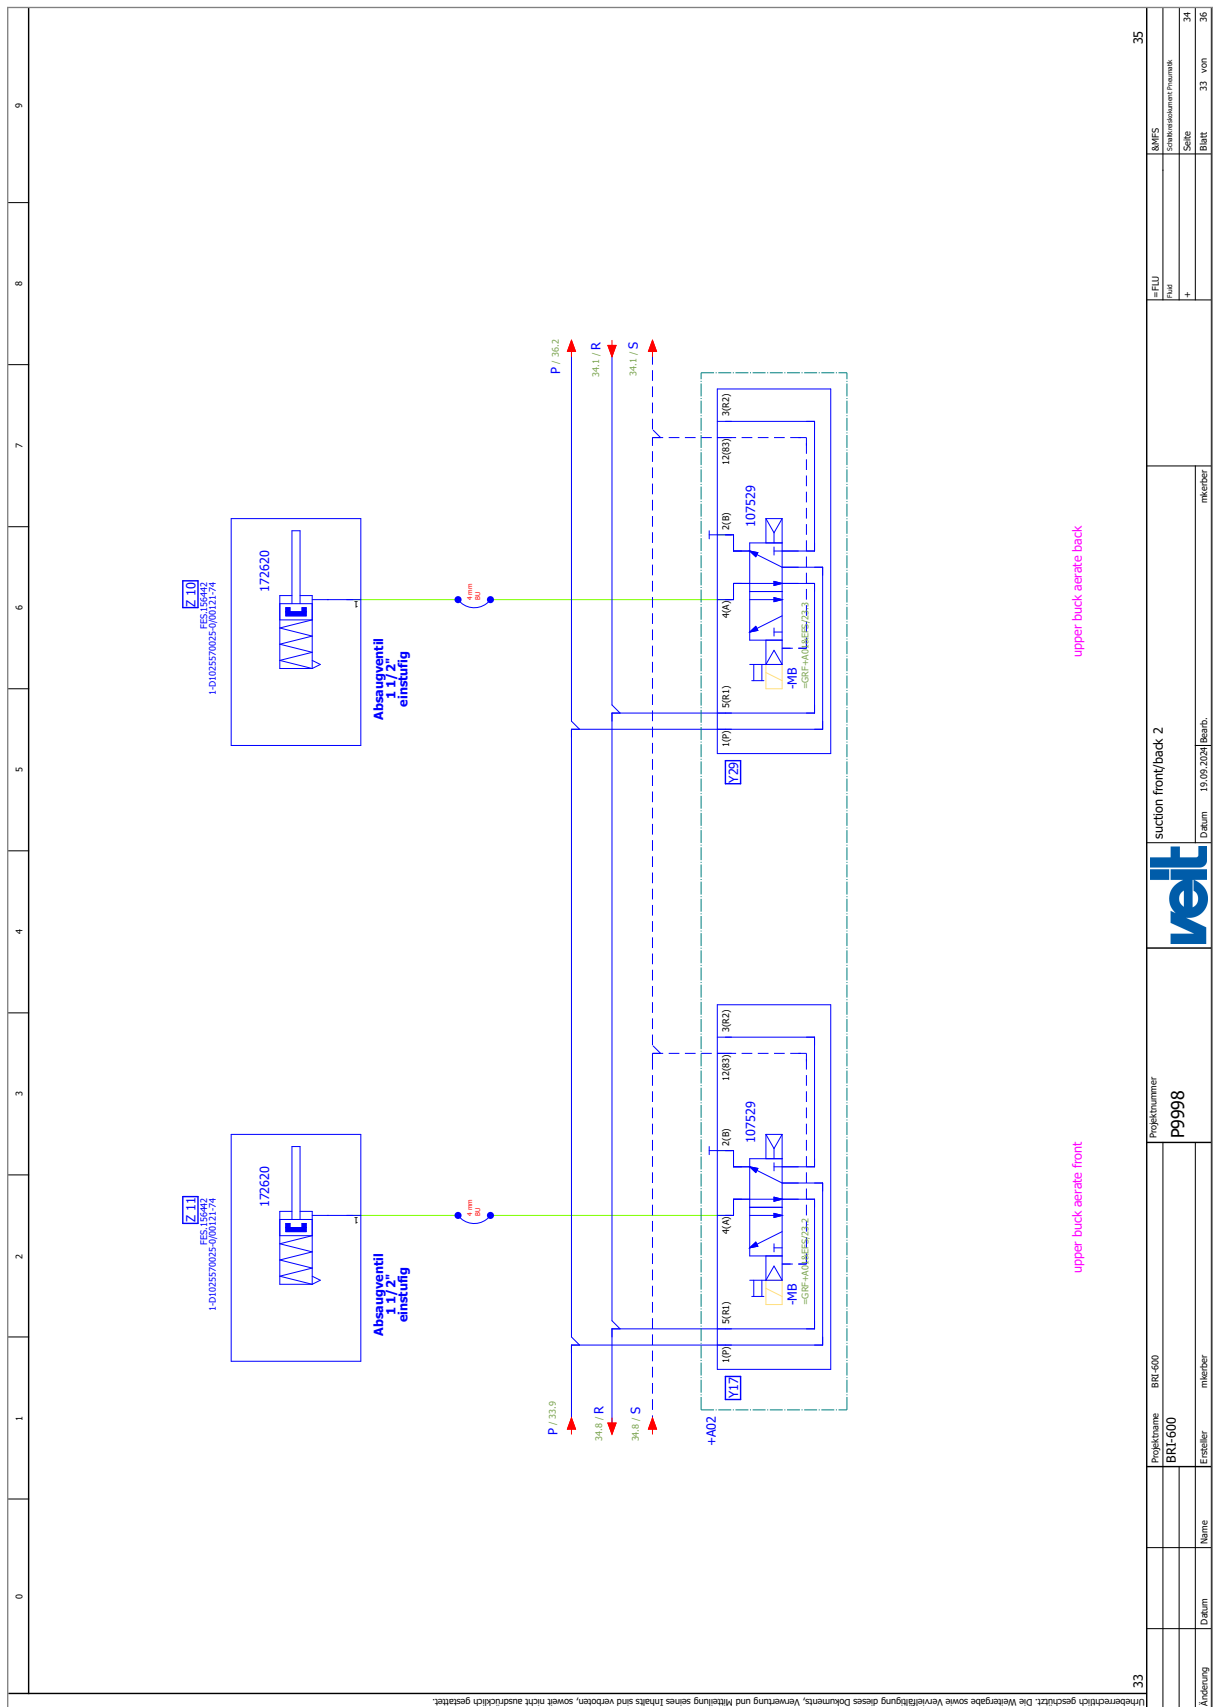 0 1 2 3 4 5 6 7 8 9
Z 11
FES.156442
1-D1025570025-0/00121-74
172620
1
Absaugventil
1 1/2"
einstufig
4 mm
BU
Z 10
FES.156442
1-D1025570025-0/00121-74
172620
1
Absaugventil
1 1/2"
einstufig
4 mm
BU
P / 33.9
34.8 / R
34.8 / S
P / 36.2
34.1 / R
34.1 / S
+A02
Y17
1(P)
5(R1)
4(A)
2(B)
12(83)
3(R2)
107529
-MB
Y29
1(P)
5(R1)
4(A)
2(B)
12(83)
3(R2)
107529
-MB
upper buck aerate front
upper buck aerate back
33
35
Urheberrechtlich geschützt. Die Weitergabe sowie Vervielfältigung dieses Dokuments, Verwertung und Mitteilung seines Inhalts sind verboten, soweit nicht ausdrücklich gestattet.
Änderung Datum Name
Projektname BRI-600
BRI-600
Ersteller mkerber
Projektnummer
P9998
veit
suction front/back 2
Datum 19.09.2024 Bearb. mkerber
=FLU
Fluid
+
&MFS
Schaltkreisdokument Pneumatik
Seite 34
Blatt 33 von 36